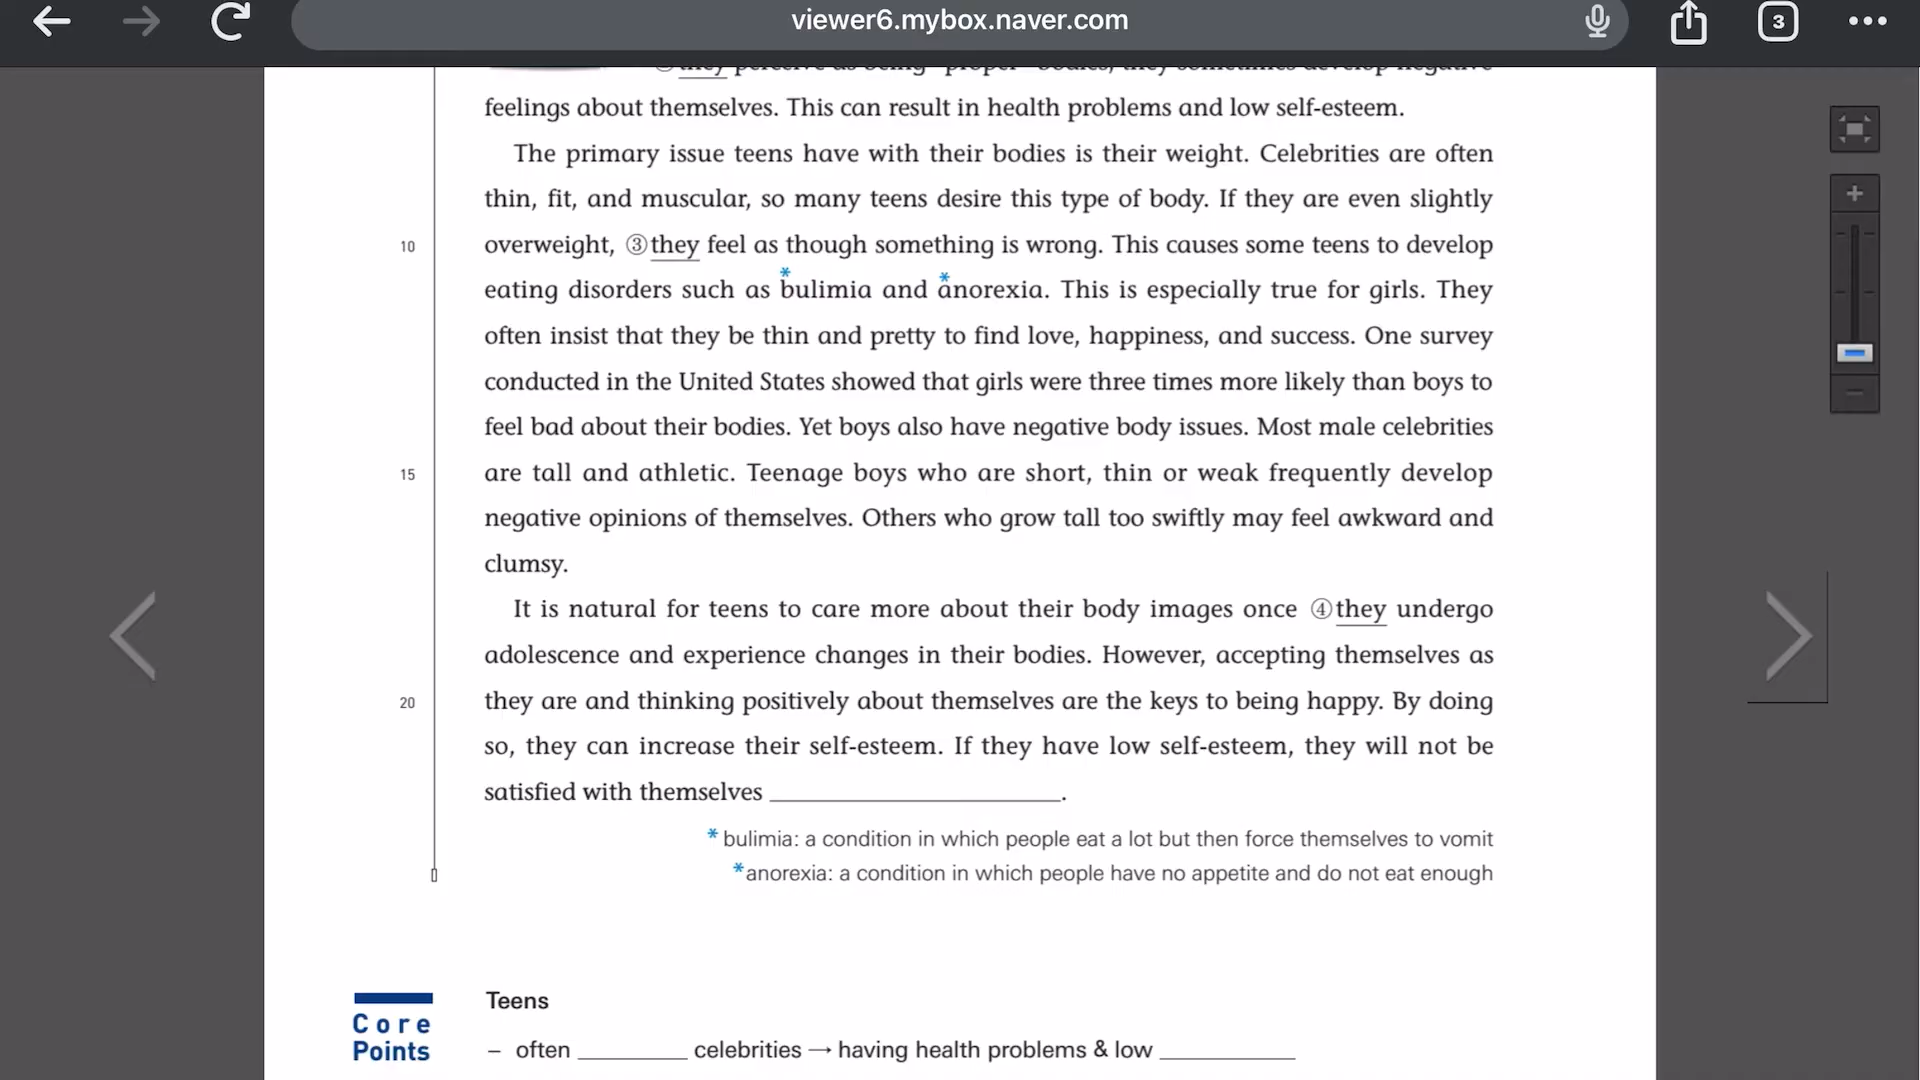 viewer6.mybox.naver.com
3
they perceive as being "proper" bodies, they sometimes develop negative
feelings about themselves. This can result in health problems and low self-esteem.
The primary issue teens have with their bodies is their weight. Celebrities are often
thin, fit, and muscular, so many teens desire this type of body. If they are even slightly
10 overweight, ③they feel as though something is wrong. This causes some teens to develop
eating disorders such as *bulimia and *anorexia. This is especially true for girls. They
often insist that they be thin and pretty to find love, happiness, and success. One survey
conducted in the United States showed that girls were three times more likely than boys to
feel bad about their bodies. Yet boys also have negative body issues. Most male celebrities
15 are tall and athletic. Teenage boys who are short, thin or weak frequently develop
negative opinions of themselves. Others who grow tall too swiftly may feel awkward and
clumsy.
It is natural for teens to care more about their body images once ④they undergo
adolescence and experience changes in their bodies. However, accepting themselves as
20 they are and thinking positively about themselves are the keys to being happy. By doing
so, they can increase their self-esteem. If they have low self-esteem, they will not be
satisfied with themselves ____________________.
* bulimia: a condition in which people eat a lot but then force themselves to vomit
*anorexia: a condition in which people have no appetite and do not eat enough
Core
Points
Teens
– often ________ celebrities → having health problems & low __________